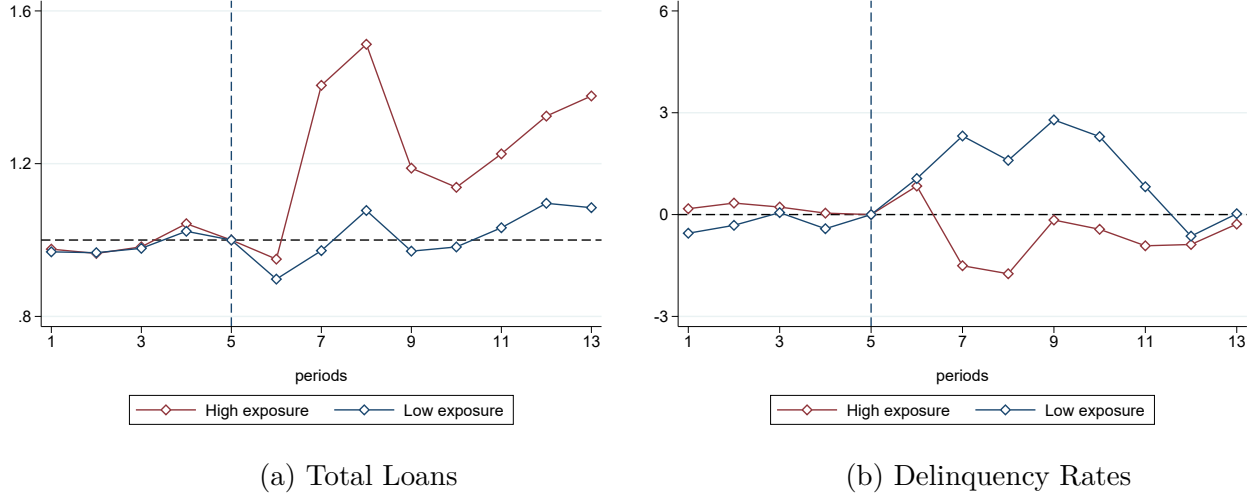 1.6
1.2
.8
1 3 5 7 9 11 13
periods
High exposure Low exposure
(a) Total Loans
6
3
0
-3
1 3 5 7 9 11 13
periods
High exposure Low exposure
(b) Delinquency Rates